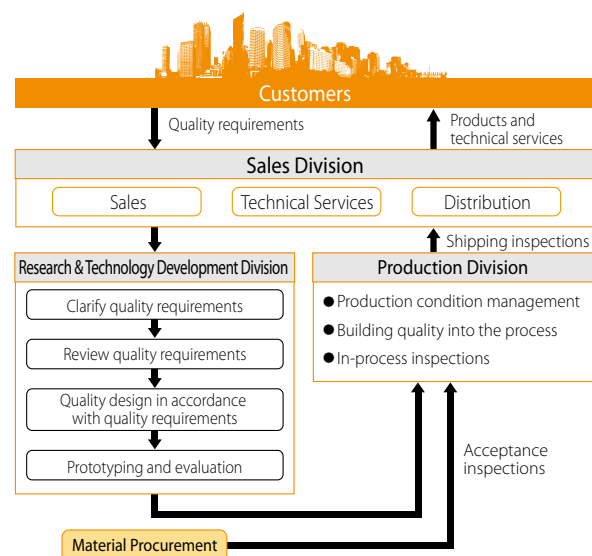 Customers
Quality requirements
Products and
technical services
Sales Division
Sales
Technical Services
Distribution
Shipping inspections
Research & Technology Development Division
Clarify quality requirements
Review quality requirements
Quality design in accordance
with quality requirements
Prototyping and evaluation
Production Division
●Production condition management
●Building quality into the process
●In-process inspections
Acceptance
inspections
Material Procurement